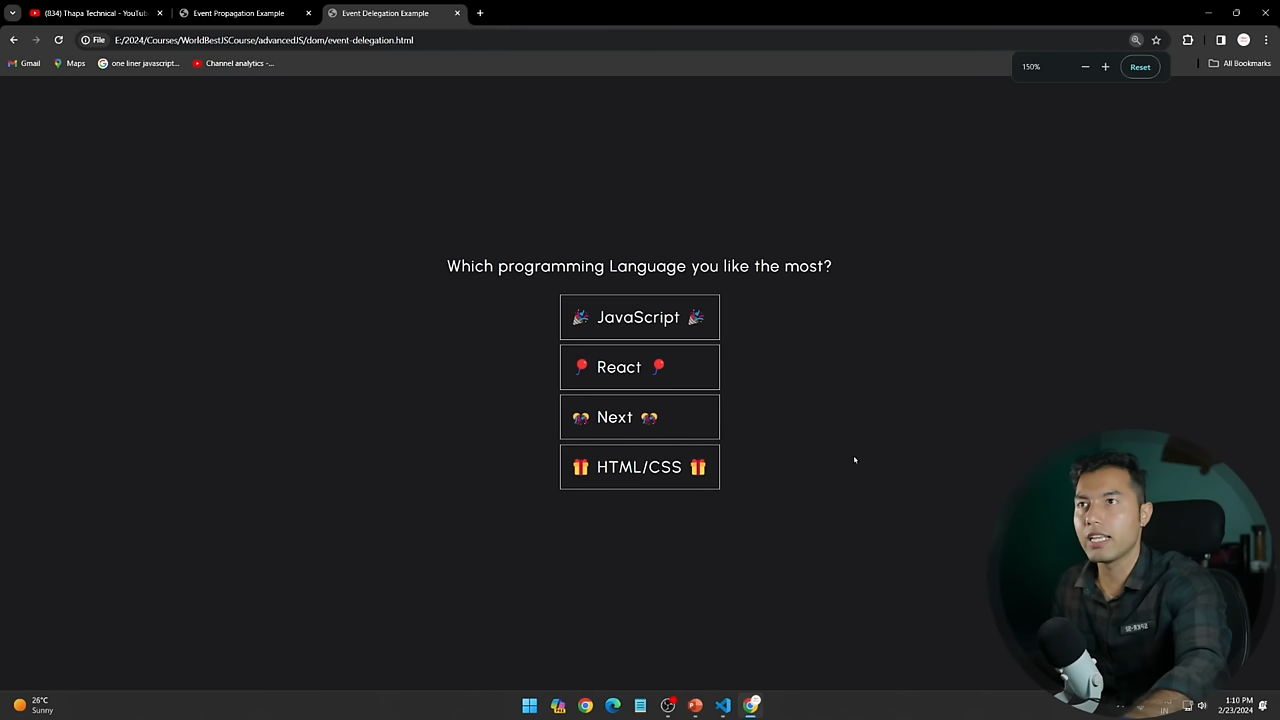 (834) Thapa Technical - YouTub
Event Propagation Example
Event Delegation Example
File
E:/2024/Courses/WorldBestJSCourse/advancedJS/dom/event-delegation.html
Gmail
Maps
one liner javascript...
Channel analytics -...
150%
Reset
All Bookmarks
Which programming Language you like the most?
🎉 JavaScript 🎉
🎈 React 🎈
🎊 Next 🎊
🎁 HTML/CSS 🎁
26°C
Sunny
IN
1:10 PM
2/23/2024